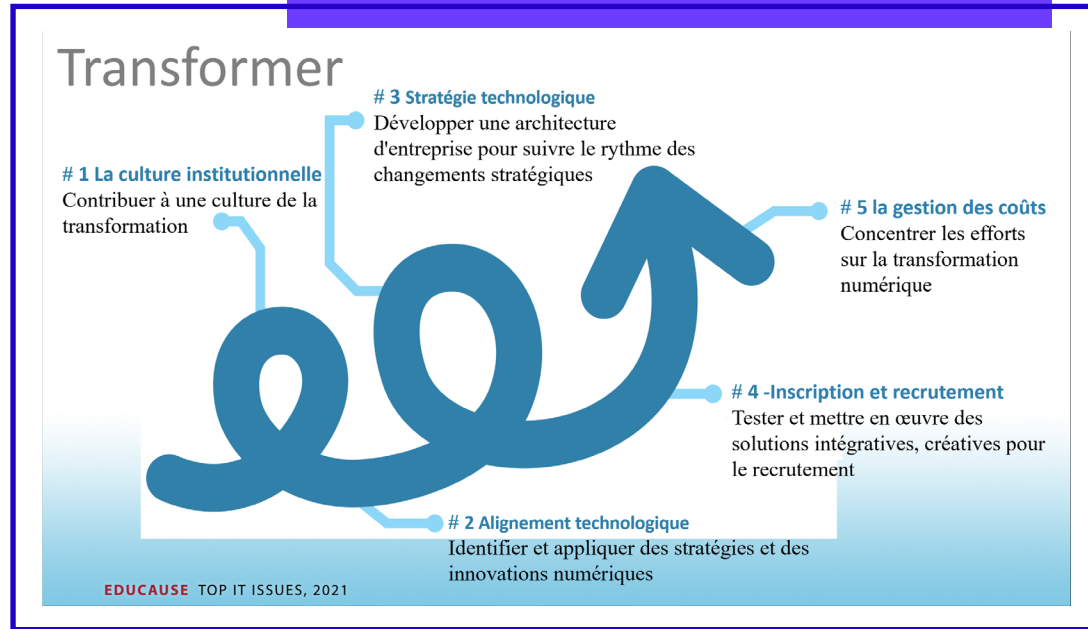 Transformer
# 1 La culture institutionnelle
Contribuer à une culture de la
transformation
# 3 Stratégie technologique
Développer une architecture
d'entreprise pour suivre le rythme des
changements stratégiques
# 5 la gestion des coûts
Concentrer les efforts
sur la transformation
numérique
# 4 -Inscription et recrutement
Tester et mettre en œuvre des
solutions intégratives, créatives pour
le recrutement
# 2 Alignement technologique
Identifier et appliquer des stratégies et des
innovations numériques
EDUCAUSE TOP IT ISSUES, 2021